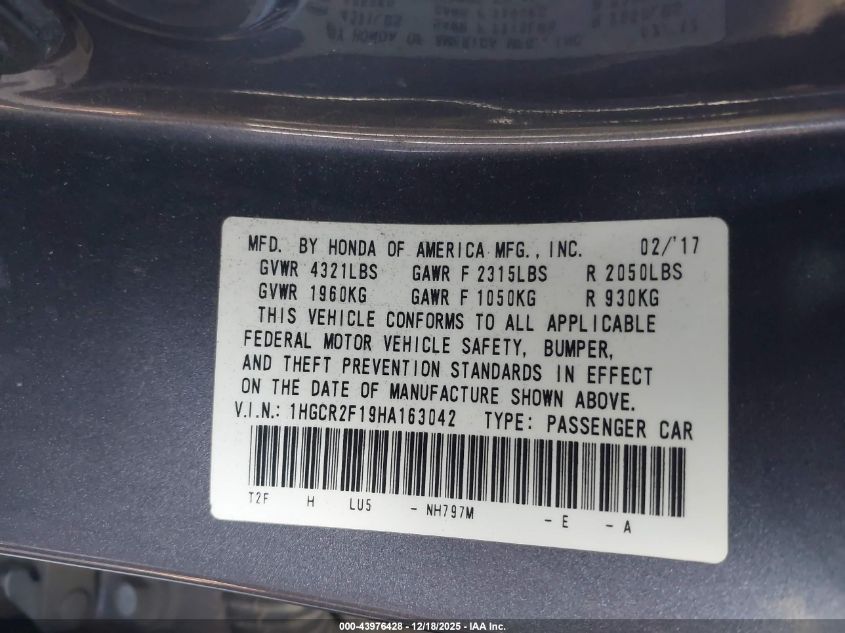 MFD. BY HONDA OF AMERICA MFG., INC. 02/'17
GVWR 4321LBS GAWR F 2315LBS R 2050LBS
GVWR 1960KG GAWR F 1050KG R 930KG
THIS VEHICLE CONFORMS TO ALL APPLICABLE
FEDERAL MOTOR VEHICLE SAFETY, BUMPER,
AND THEFT PREVENTION STANDARDS IN EFFECT
ON THE DATE OF MANUFACTURE SHOWN ABOVE.
V.I.N.: 1HGCR2F19HA163042 TYPE: PASSENGER CAR
T2F H LU5 - NH797M - E - A
000-43976428 - 12/18/2025 - IAA Inc.